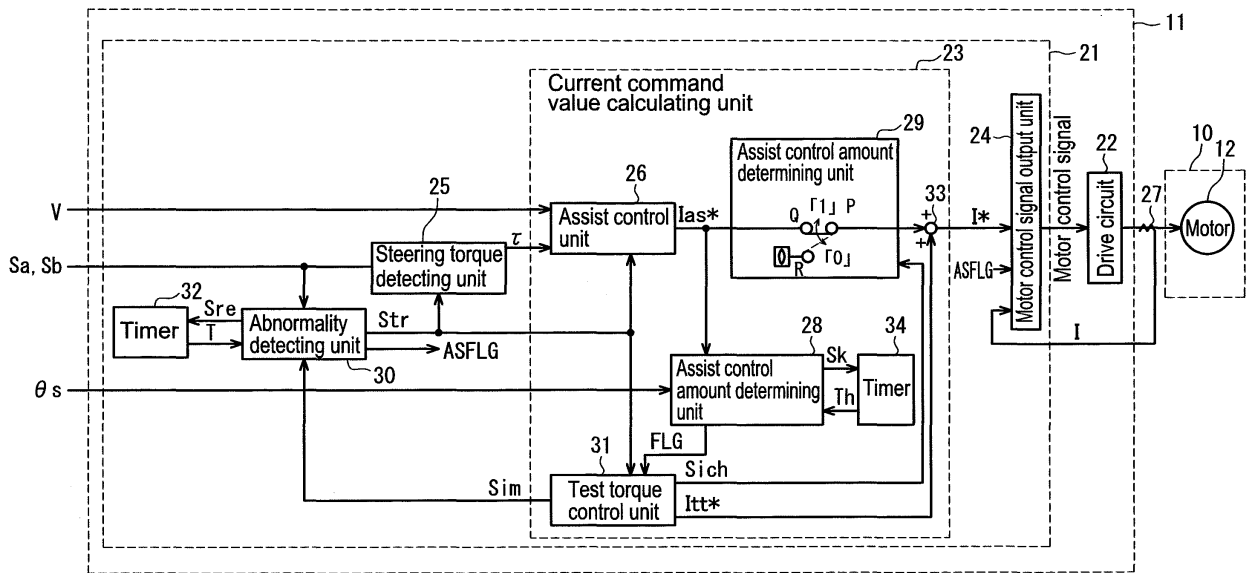 11
21
23
Current command
value calculating unit
29
Assist control amount
determining unit
「1」 P
Q
「0」
R
0
24
Motor control signal output unit
Motor control signal
22
Drive circuit
27
10
12
Motor
V
25
26
Assist control
unit
Ias*
+
33
+
I*
τ
Sa, Sb
Steering torque
detecting unit
ASFLG
32
Timer
Sre
T
Abnormality
detecting unit
30
Str
ASFLG
I
28
Assist control
amount determining
unit
Sk
Th
34
Timer
θs
FLG
31
Test torque
control unit
Sich
Itt*
Sim